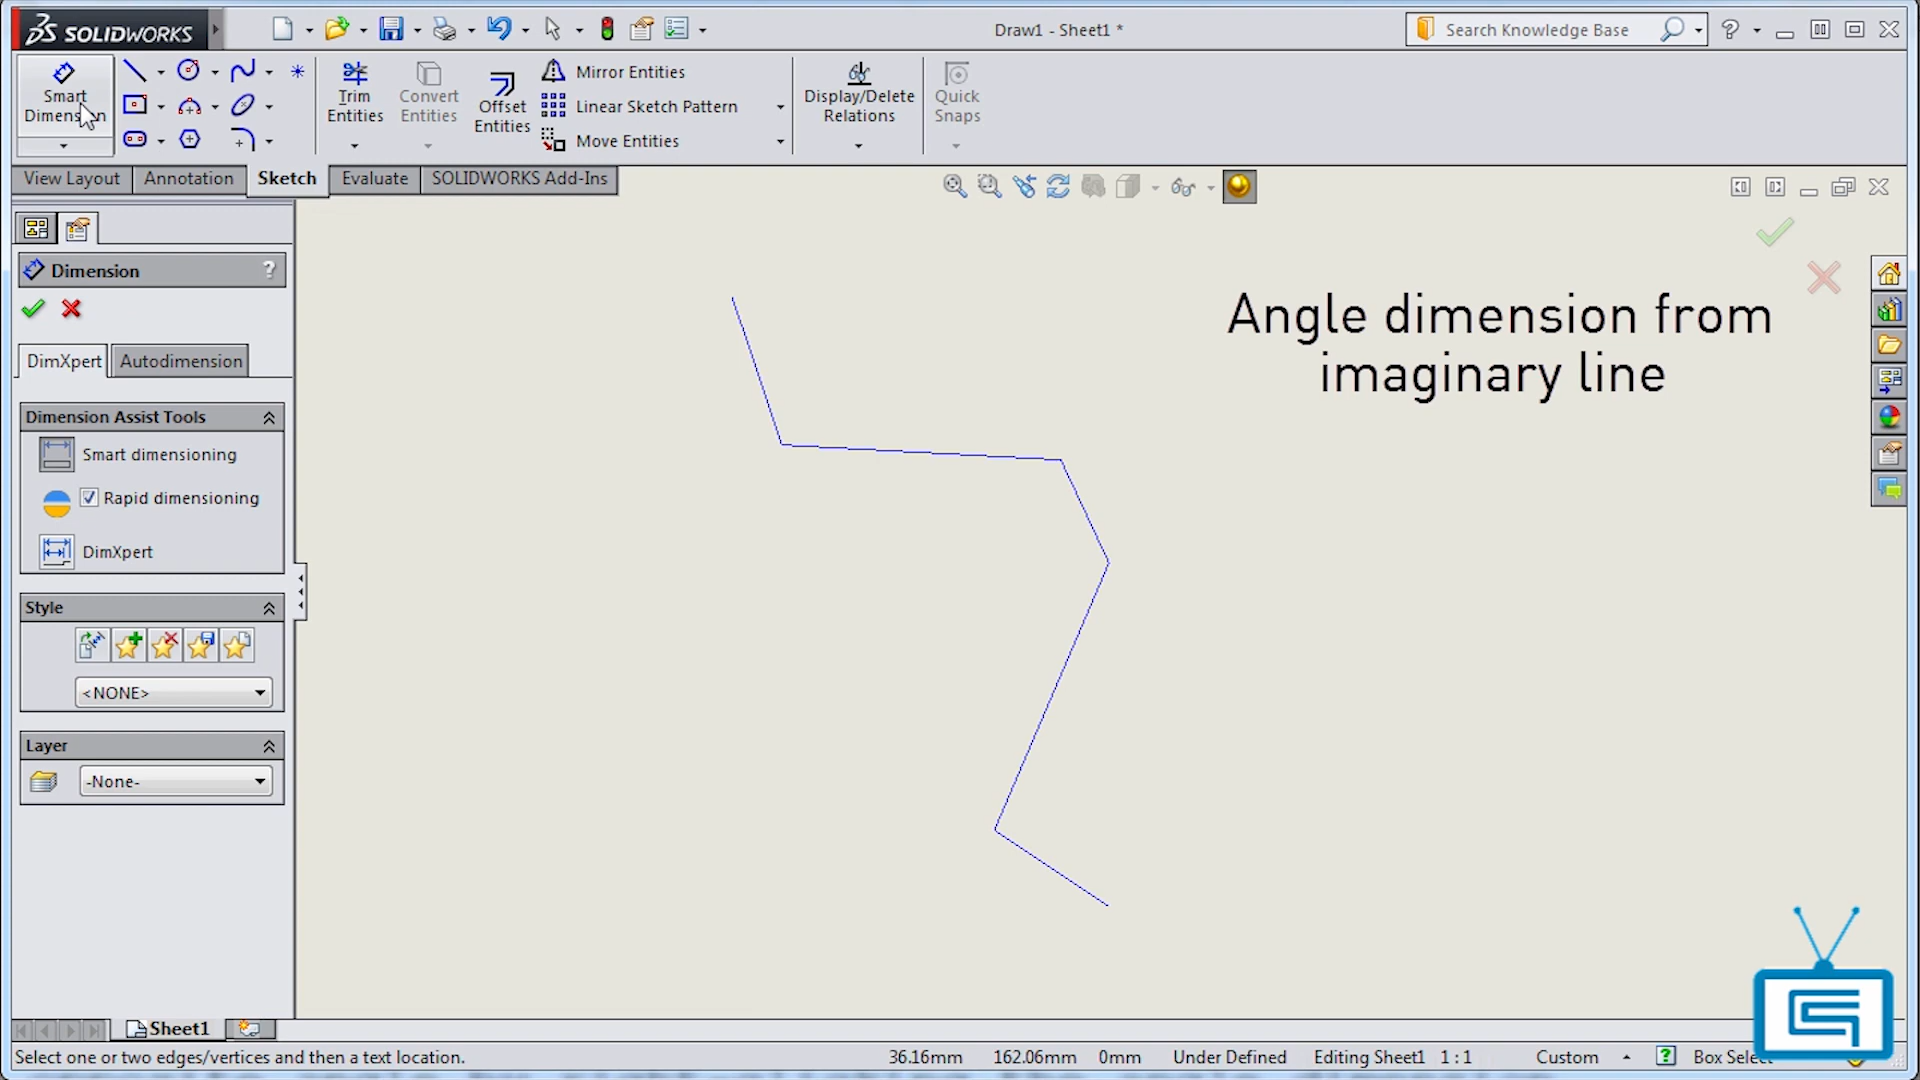 SOLIDWORKS
Draw1 - Sheet1 *
Search Knowledge Base
Smart
Dimension
Trim
Entities
Convert
Entities
Offset
Entities
Mirror Entities
Linear Sketch Pattern
Move Entities
Display/Delete
Relations
Quick
Snaps
View Layout
Annotation
Sketch
Evaluate
SOLIDWORKS Add-Ins
Dimension
?
DimXpert
Autodimension
Dimension Assist Tools
Smart dimensioning
Rapid dimensioning
DimXpert
Style
<NONE>
Layer
-None-
Angle dimension from
imaginary line
Sheet1
Select one or two edges/vertices and then a text location.
36.16mm
162.06mm
0mm
Under Defined
Editing Sheet1
1 : 1
Custom
?
Box Select